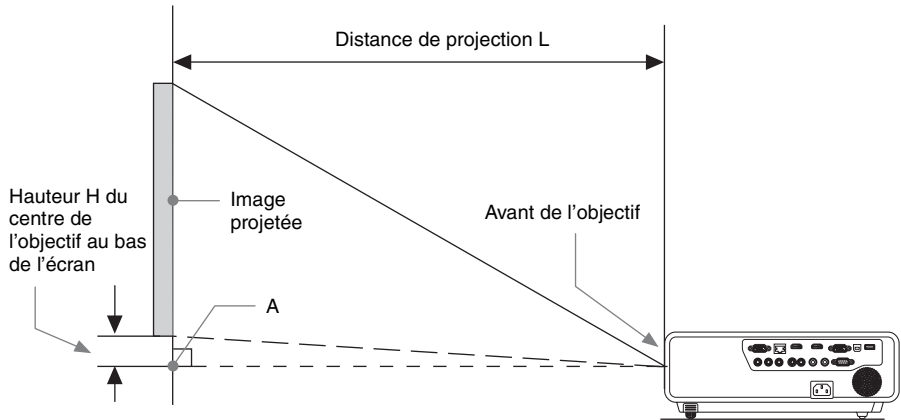 Distance de projection L
Hauteur H du
centre de
l’objectif au bas
de l’écran
Image
projetée
Avant de l’objectif
A